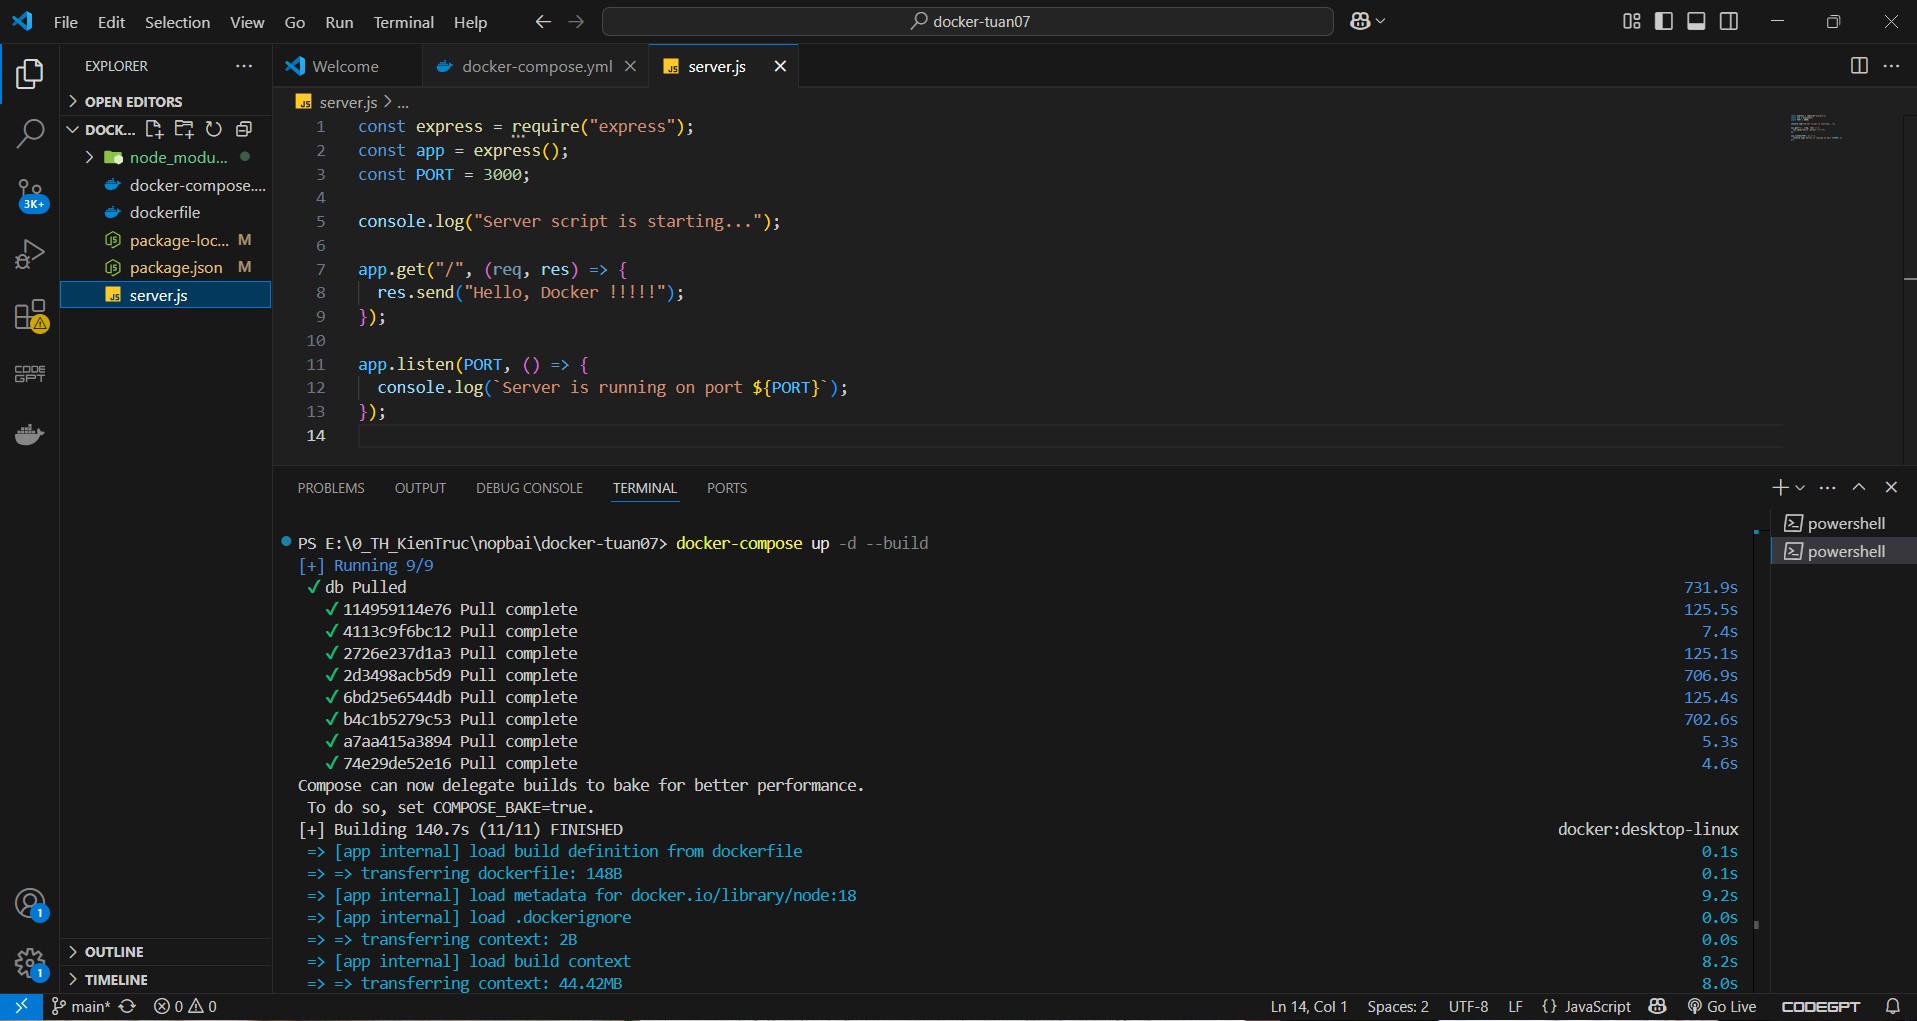 File Edit Selection View Go Run Terminal Help
docker-tuan07
EXPLORER
OPEN EDITORS
DOCK...
node_modu...
docker-compose....
dockerfile
package-loc... M
package.json M
server.js
OUTLINE
TIMELINE
3K+
CODE
GPT
1
1
Welcome
docker-compose.yml
JS server.js
JS server.js > ...
1 const express = require("express");
2 const app = express();
3 const PORT = 3000;
4
5 console.log("Server script is starting...");
6
7 app.get("/", (req, res) => {
8 res.send("Hello, Docker !!!!!");
9 });
10
11 app.listen(PORT, () => {
12 console.log(`Server is running on port ${PORT}`);
13 });
14
PROBLEMS OUTPUT DEBUG CONSOLE TERMINAL PORTS
powershell
powershell
PS E:\0_TH_KienTruc\nopbai\docker-tuan07> docker-compose up -d --build
[+] Running 9/9
✓ db Pulled 731.9s
✓ 114959114e76 Pull complete 125.5s
✓ 4113c9f6bc12 Pull complete 7.4s
✓ 2726e237d1a3 Pull complete 125.1s
✓ 2d3498acb5d9 Pull complete 706.9s
✓ 6bd25e6544db Pull complete 125.4s
✓ b4c1b5279c53 Pull complete 702.6s
✓ a7aa415a3894 Pull complete 5.3s
✓ 74e29de52e16 Pull complete 4.6s
Compose can now delegate builds to bake for better performance.
To do so, set COMPOSE_BAKE=true.
[+] Building 140.7s (11/11) FINISHED docker:desktop-linux
=> [app internal] load build definition from dockerfile 0.1s
=> => transferring dockerfile: 148B 0.1s
=> [app internal] load metadata for docker.io/library/node:18 9.2s
=> [app internal] load .dockerignore 0.0s
=> => transferring context: 2B 0.0s
=> [app internal] load build context 8.2s
=> => transferring context: 44.42MB 8.0s
main* 0 0 Ln 14, Col 1 Spaces: 2 UTF-8 LF {} JavaScript Go Live CODEGPT